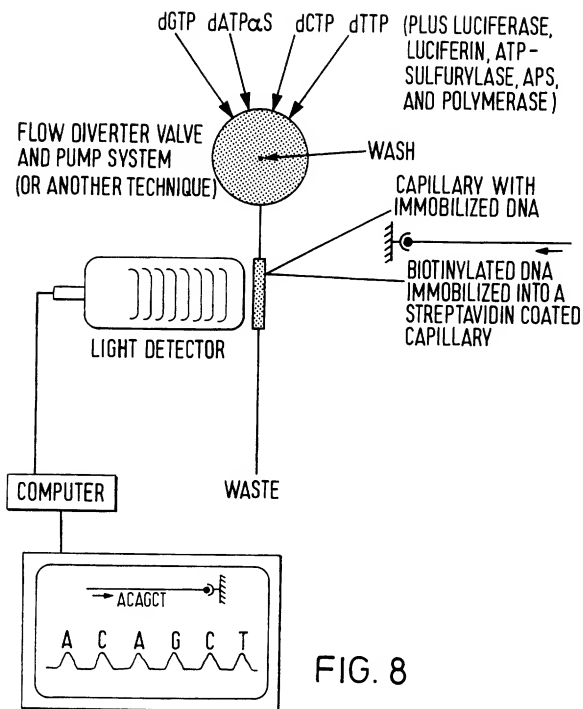 dGTP dATPαS dCTP dTTP (PLUS LUCIFERASE,
LUCIFERIN, ATP-
SULFURYLASE, APS,
AND POLYMERASE)
FLOW DIVERTER VALVE
AND PUMP SYSTEM
(OR ANOTHER TECHNIQUE)
WASH
CAPILLARY WITH
IMMOBILIZED DNA
BIOTINYLATED DNA
IMMOBILIZED INTO A
STREPTAVIDIN COATED
CAPILLARY
LIGHT DETECTOR
COMPUTER
WASTE
ACAGCT
A C A G C T
FIG. 8